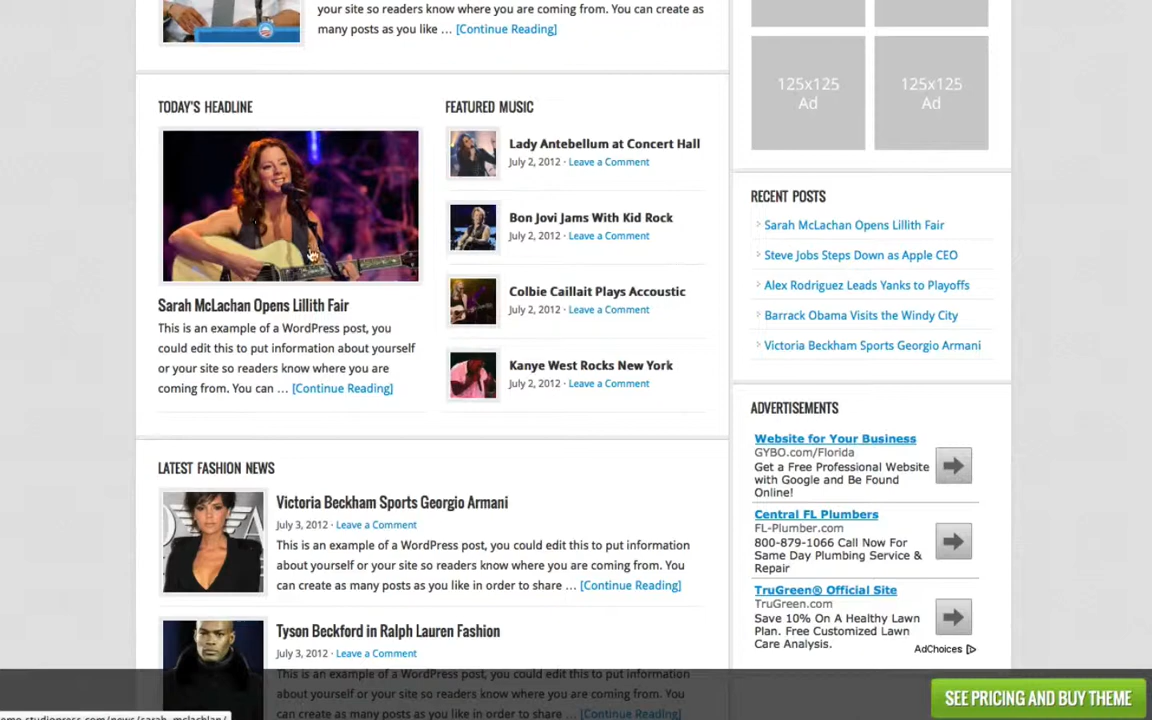 your site so readers know where you are coming from. You can create as
many posts as you like ... [Continue Reading]
TODAY'S HEADLINE
Sarah McLachan Opens Lillith Fair
This is an example of a WordPress post, you
could edit this to put information about yourself
or your site so readers know where you are
coming from. You can ... [Continue Reading]
FEATURED MUSIC
Lady Antebellum at Concert Hall
July 2, 2012 · Leave a Comment
Bon Jovi Jams With Kid Rock
July 2, 2012 · Leave a Comment
Colbie Caillait Plays Accoustic
July 2, 2012 · Leave a Comment
Kanye West Rocks New York
July 2, 2012 · Leave a Comment
LATEST FASHION NEWS
Victoria Beckham Sports Georgio Armani
July 3, 2012 · Leave a Comment
This is an example of a WordPress post, you could edit this to put information
about yourself or your site so readers know where you are coming from. You
can create as many posts as you like in order to share ... [Continue Reading]
Tyson Beckford in Ralph Lauren Fashion
July 3, 2012 · Leave a Comment
This is an example of a WordPress post, you could edit this to put information
about yourself or your site so readers know where you are coming from. You
can create as many posts as you like in order to share ... [Continue Reading]
125x125
Ad
125x125
Ad
RECENT POSTS
Sarah McLachan Opens Lillith Fair
Steve Jobs Steps Down as Apple CEO
Alex Rodriguez Leads Yanks to Playoffs
Barrack Obama Visits the Windy City
Victoria Beckham Sports Georgio Armani
ADVERTISEMENTS
Website for Your Business
GYBO.com/Florida
Get a Free Professional Website
with Google and Be Found
Online!
Central FL Plumbers
FL-Plumber.com
800-879-1066 Call Now For
Same Day Plumbing Service &
Repair
TruGreen® Official Site
TruGreen.com
Save 10% On A Healthy Lawn
Plan. Free Customized Lawn
Care Analysis.
AdChoices
SEE PRICING AND BUY THEME